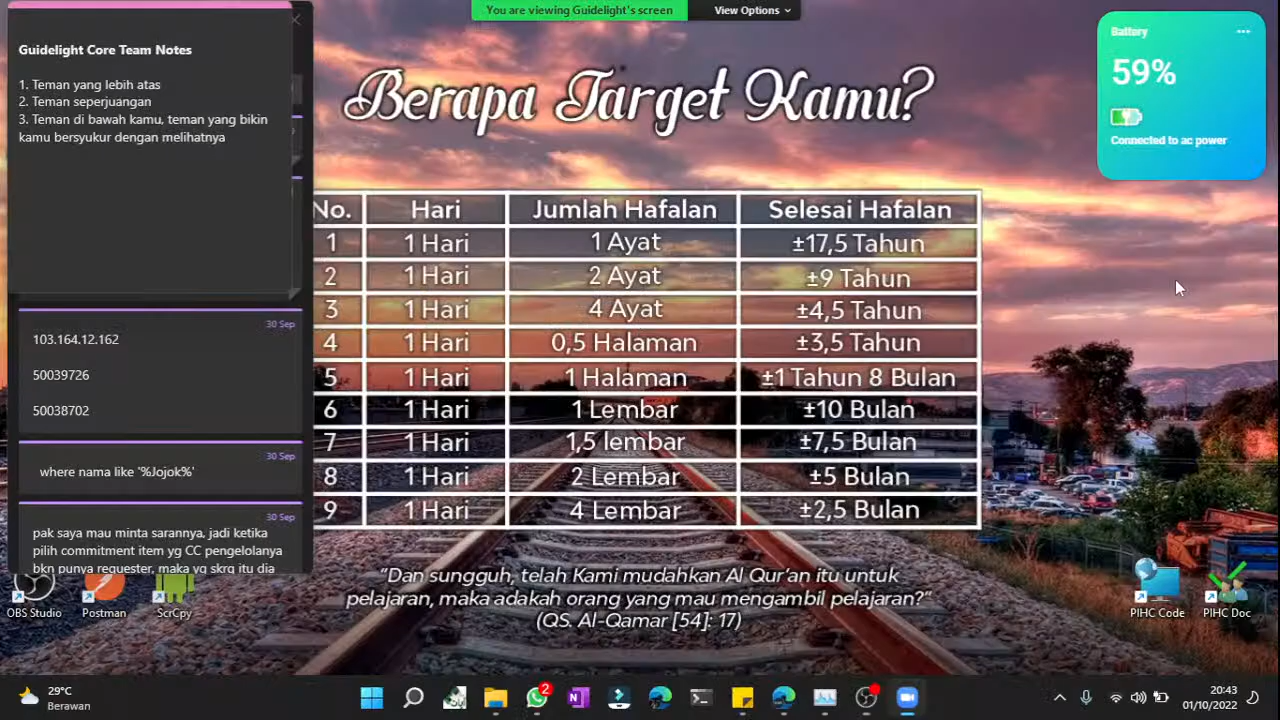 You are viewing Guidelight's screen
View Options
Guidelight Core Team Notes
1. Teman yang lebih atas
2. Teman seperjuangan
3. Teman di bawah kamu, teman yang bikin
kamu bersyukur dengan melihatnya
30 Sep
103.164.12.162
50039726
50038702
30 Sep
where nama like '%Jojok%'
30 Sep
pak saya mau minta sarannya, jadi ketika
pilih commitment item yg CC pengelolanya
bkn punya requester, maka yg skrg itu dia
Berapa Target Kamu?
No. Hari Jumlah Hafalan Selesai Hafalan
1 1 Hari 1 Ayat ±17,5 Tahun
2 1 Hari 2 Ayat ±9 Tahun
3 1 Hari 4 Ayat ±4,5 Tahun
4 1 Hari 0,5 Halaman ±3,5 Tahun
5 1 Hari 1 Halaman ±1 Tahun 8 Bulan
6 1 Hari 1 Lembar ±10 Bulan
7 1 Hari 1,5 lembar ±7,5 Bulan
8 1 Hari 2 Lembar ±5 Bulan
9 1 Hari 4 Lembar ±2,5 Bulan
"Dan sungguh, telah Kami mudahkan Al Qur'an itu untuk
pelajaran, maka adakah orang yang mau mengambil pelajaran?"
(QS. Al-Qamar [54]: 17)
Battery
59%
Connected to ac power
OBS Studio
Postman
ScrCpy
PIHC Code
PIHC Doc
29°C
Berawan
2
20:43
01/10/2022